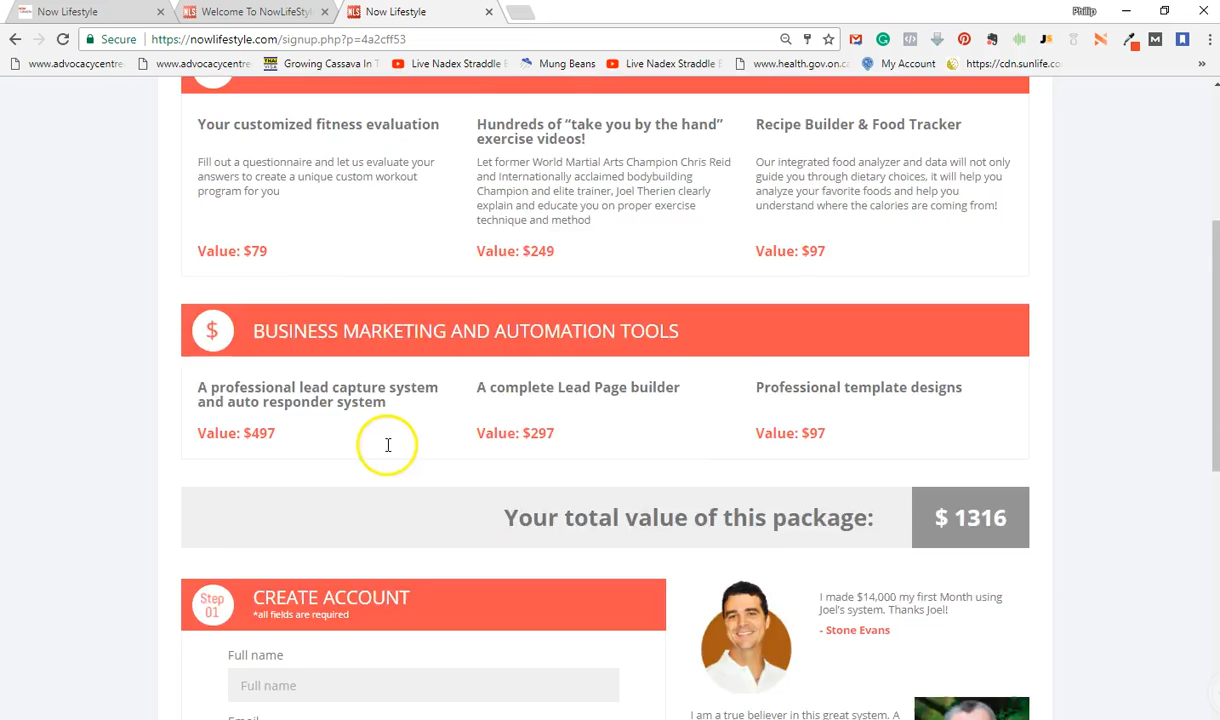 Now Lifestyle
NLS Welcome To NowLifeStyl
NLS Now Lifestyle
Philip
Secure https://nowlifestyle.com/signup.php?p=4a2cff53
www.advocacycentre
www.advocacycentre
Growing Cassava In T
Live Nadex Straddle
Mung Beans
Live Nadex Straddle
www.health.gov.on.c
My Account
https://cdn.sunlife.co
Your customized fitness evaluation
Fill out a questionnaire and let us evaluate your
answers to create a unique custom workout
program for you
Value: $79
Hundreds of “take you by the hand”
exercise videos!
Let former World Martial Arts Champion Chris Reid
and Internationally acclaimed bodybuilding
Champion and elite trainer, Joel Therien clearly
explain and educate you on proper exercise
technique and method
Value: $249
Recipe Builder & Food Tracker
Our integrated food analyzer and data will not only
guide you through dietary choices, it will help you
analyze your favorite foods and help you
understand where the calories are coming from!
Value: $97
$ BUSINESS MARKETING AND AUTOMATION TOOLS
A professional lead capture system
and auto responder system
Value: $497
A complete Lead Page builder
Value: $297
Professional template designs
Value: $97
Your total value of this package:
$ 1316
Step
01
CREATE ACCOUNT
*all fields are required
Full name
Full name
Email
I made $14,000 my first Month using
Joel's system. Thanks Joel!
- Stone Evans
I am a true believer in this great system. A